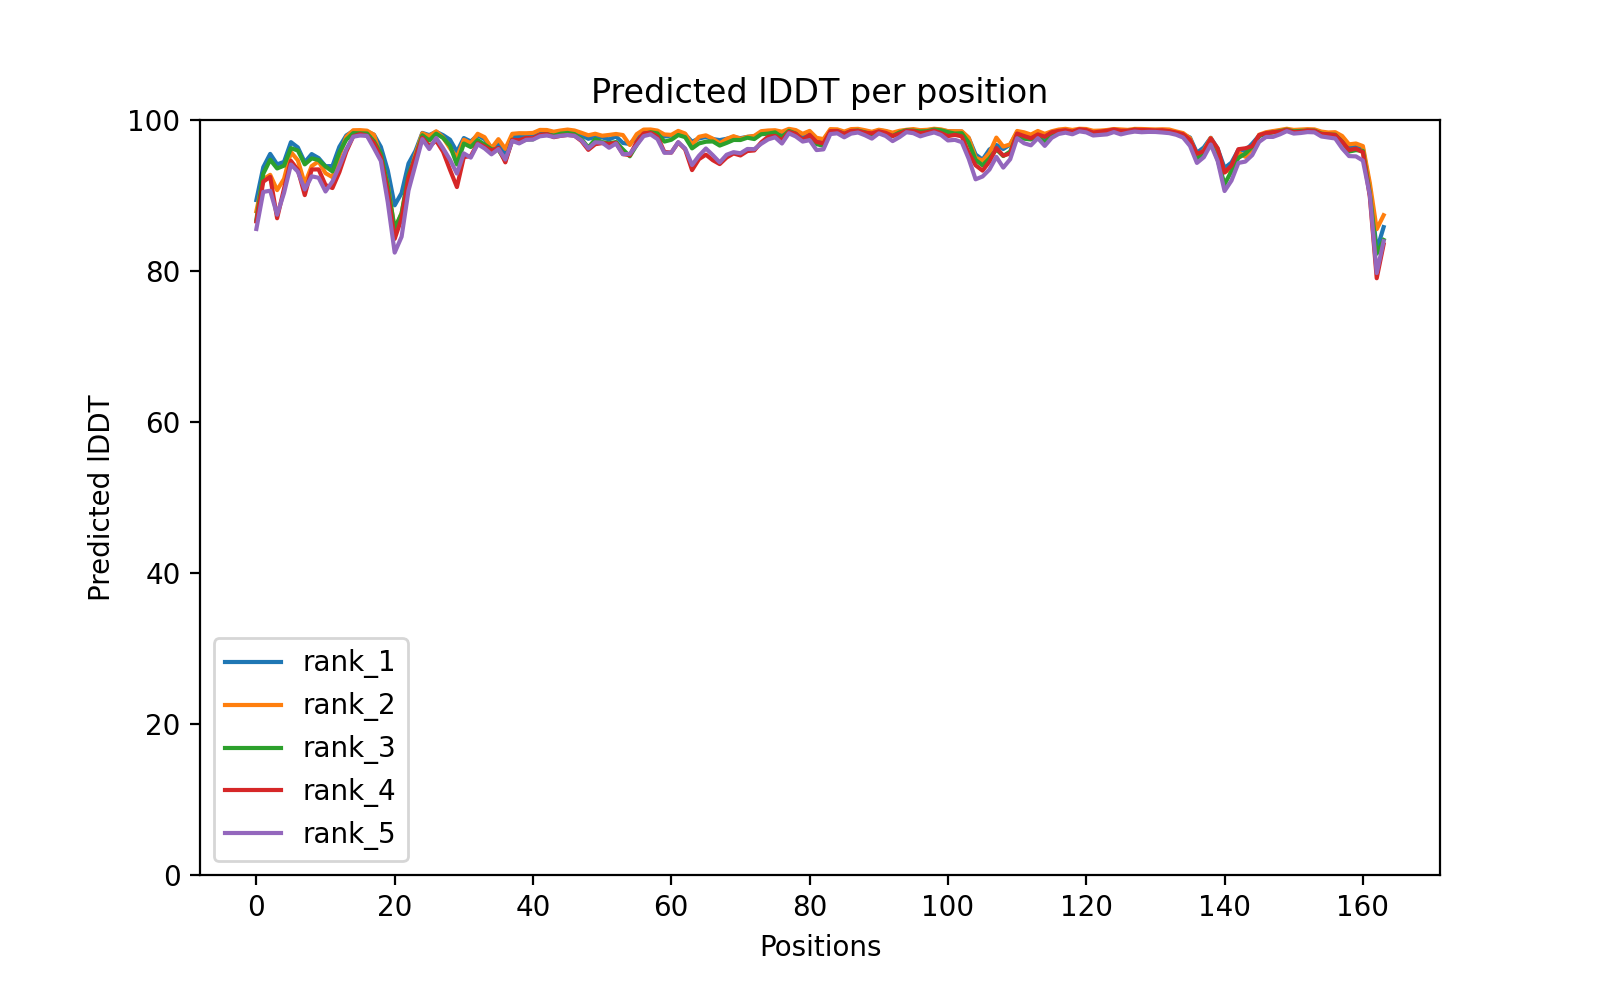 Predicted lDDT per position
100
80
60
40
20
0
Predicted lDDT
rank_1
rank_2
rank_3
rank_4
rank_5
0 20 40 60 80 100 120 140 160
Positions